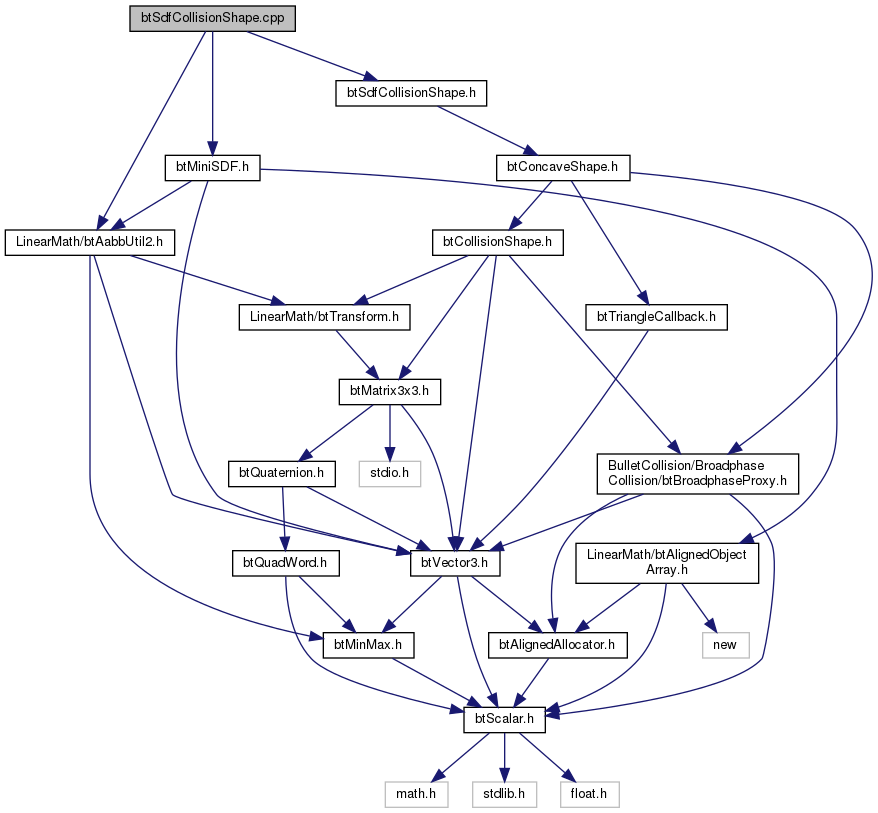 btSdfCollisionShape.cpp
btSdfCollisionShape.h
btMiniSDF.h
btConcaveShape.h
LinearMath/btAabbUtil2.h
btCollisionShape.h
LinearMath/btTransform.h
btTriangleCallback.h
btMatrix3x3.h
btQuaternion.h
stdio.h
BulletCollision/Broadphase
Collision/btBroadphaseProxy.h
btQuadWord.h
btVector3.h
LinearMath/btAlignedObject
Array.h
btMinMax.h
btAlignedAllocator.h
new
btScalar.h
math.h
stdlib.h
float.h